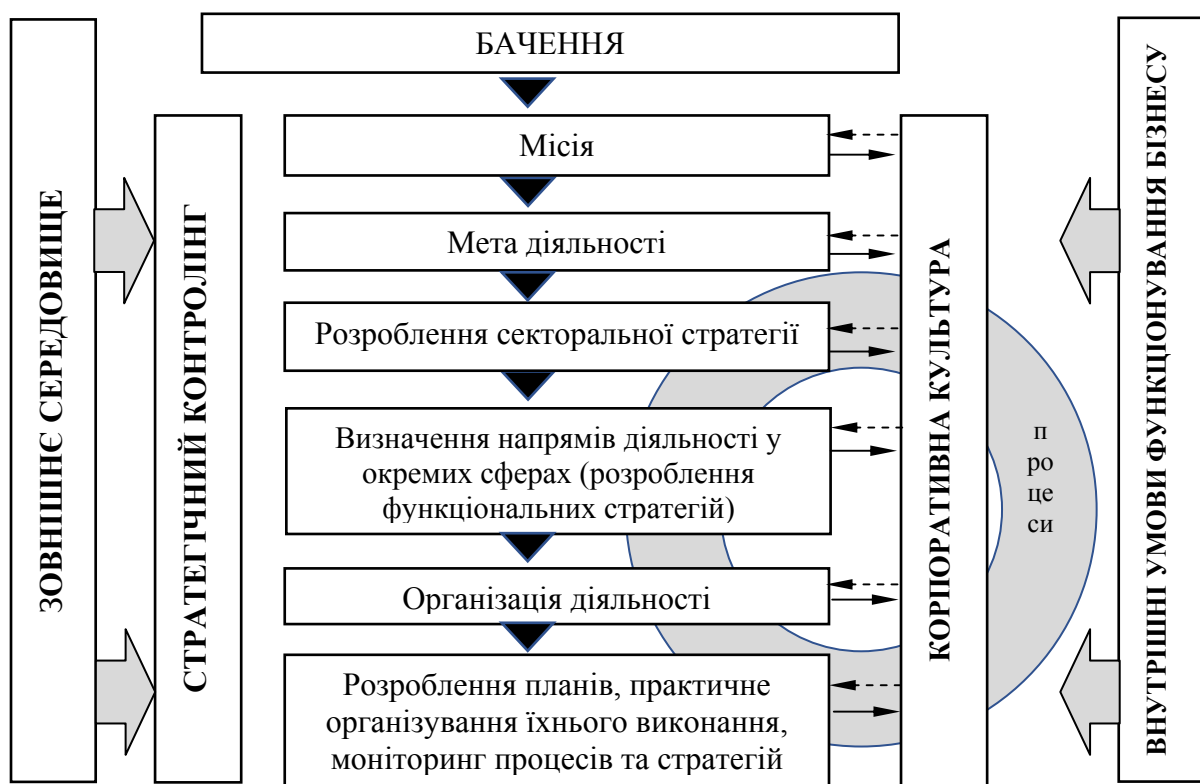 БАЧЕННЯ
ЗОВНІШНЄ СЕРЕДОВИЩЕ
СТРАТЕГІЧНИЙ КОНТРОЛІНГ
Місія
Мета діяльності
Розроблення секторальної стратегії
Визначення напрямів діяльності у
окремих сферах (розроблення
функціональних стратегій)
Організація діяльності
Розроблення планів, практичне
організування їхнього виконання,
моніторинг процесів та стратегій
КОРПОРАТИВНА КУЛЬТУРА
п
ро
це
си
ВНУТРІШНІ УМОВИ ФУНКЦІОНУВАННЯ БІЗНЕСУ